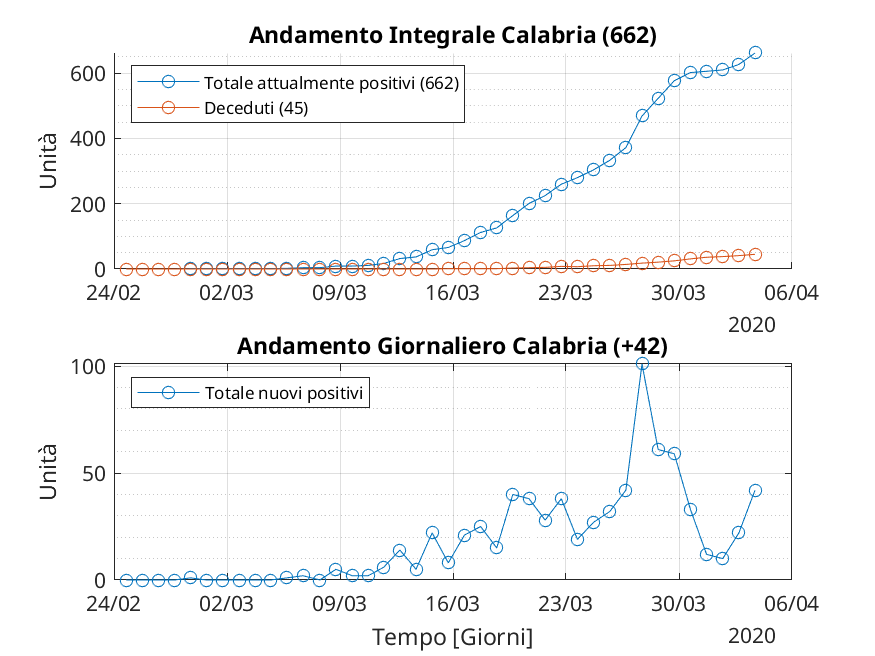 Andamento Integrale Calabria (662)
Totale attualmente positivi (662)
Deceduti (45)
Unità
600
400
200
0
24/02 02/03 09/03 16/03 23/03 30/03 06/04
2020
Andamento Giornaliero Calabria (+42)
Totale nuovi positivi
Unità
100
50
0
24/02 02/03 09/03 16/03 23/03 30/03 06/04
Tempo [Giorni]
2020